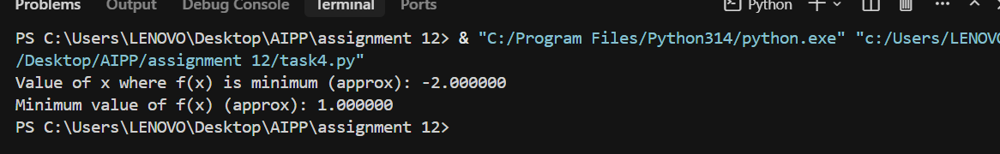 Problems Output Debug Console Terminal Ports
Python
PS C:\Users\LENOVO\Desktop\AIPP\assignment 12> & "C:/Program Files/Python314/python.exe" "c:/Users/LENOVO
/Desktop/AIPP/assignment 12/task4.py"
Value of x where f(x) is minimum (approx): -2.000000
Minimum value of f(x) (approx): 1.000000
PS C:\Users\LENOVO\Desktop\AIPP\assignment 12>